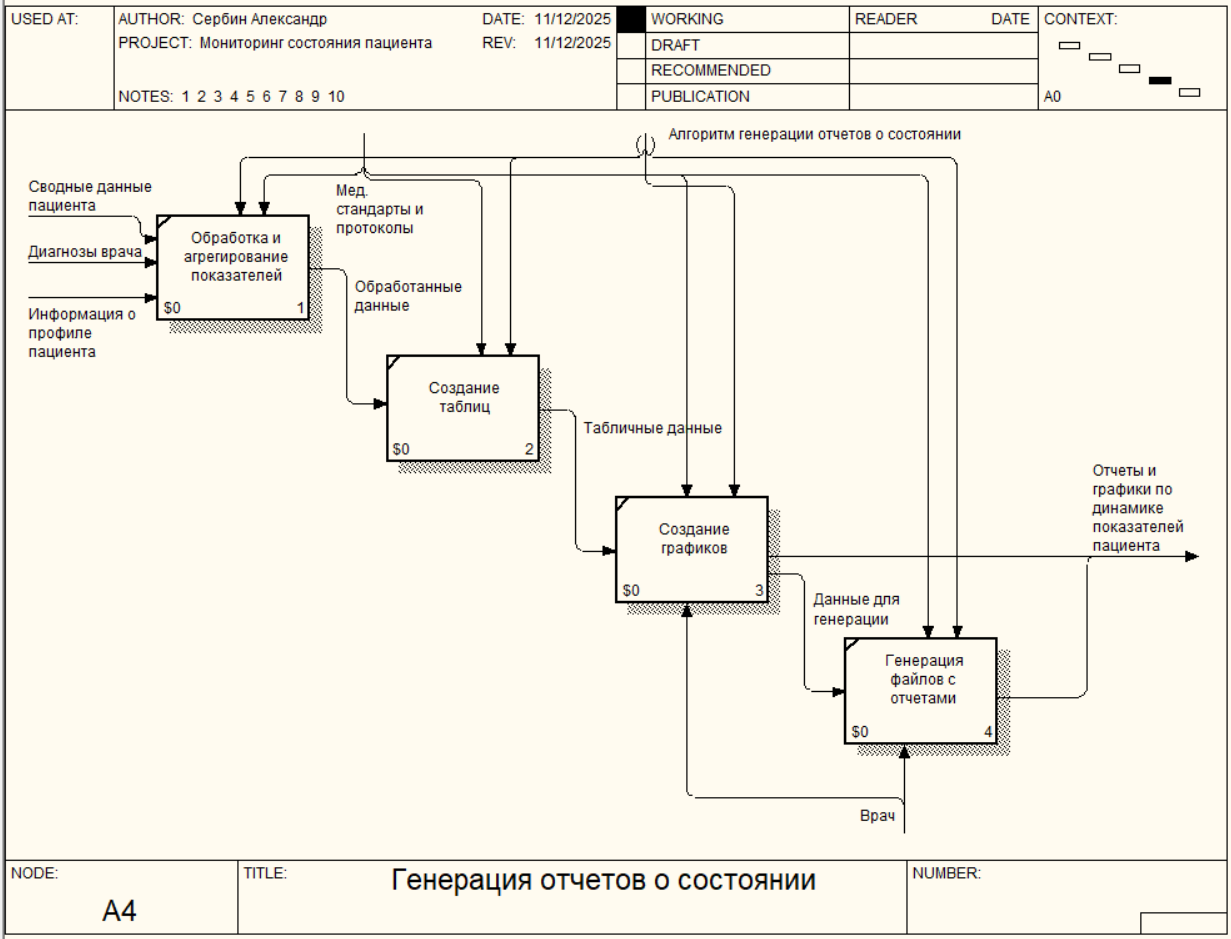 USED AT:
AUTHOR: Сербин Александр
DATE: 11/12/2025
PROJECT: Мониторинг состояния пациента
REV: 11/12/2025
NOTES: 1 2 3 4 5 6 7 8 9 10
WORKING
DRAFT
RECOMMENDED
PUBLICATION
READER DATE
CONTEXT:
A0
Алгоритм генерации отчетов о состоянии
Мед.
стандарты и
протоколы
Сводные данные
пациента
Диагнозы врача
Информация о
профиле
пациента
Обработка и
агрегирование
показателей
$0 1
Обработанные
данные
Создание
таблиц
$0 2
Табличные данные
Создание
графиков
$0 3
Отчеты и
графики по
динамике
показателей
пациента
Данные для
генерации
Генерация
файлов с
отчетами
$0 4
Врач
NODE:
A4
TITLE:
Генерация отчетов о состоянии
NUMBER: